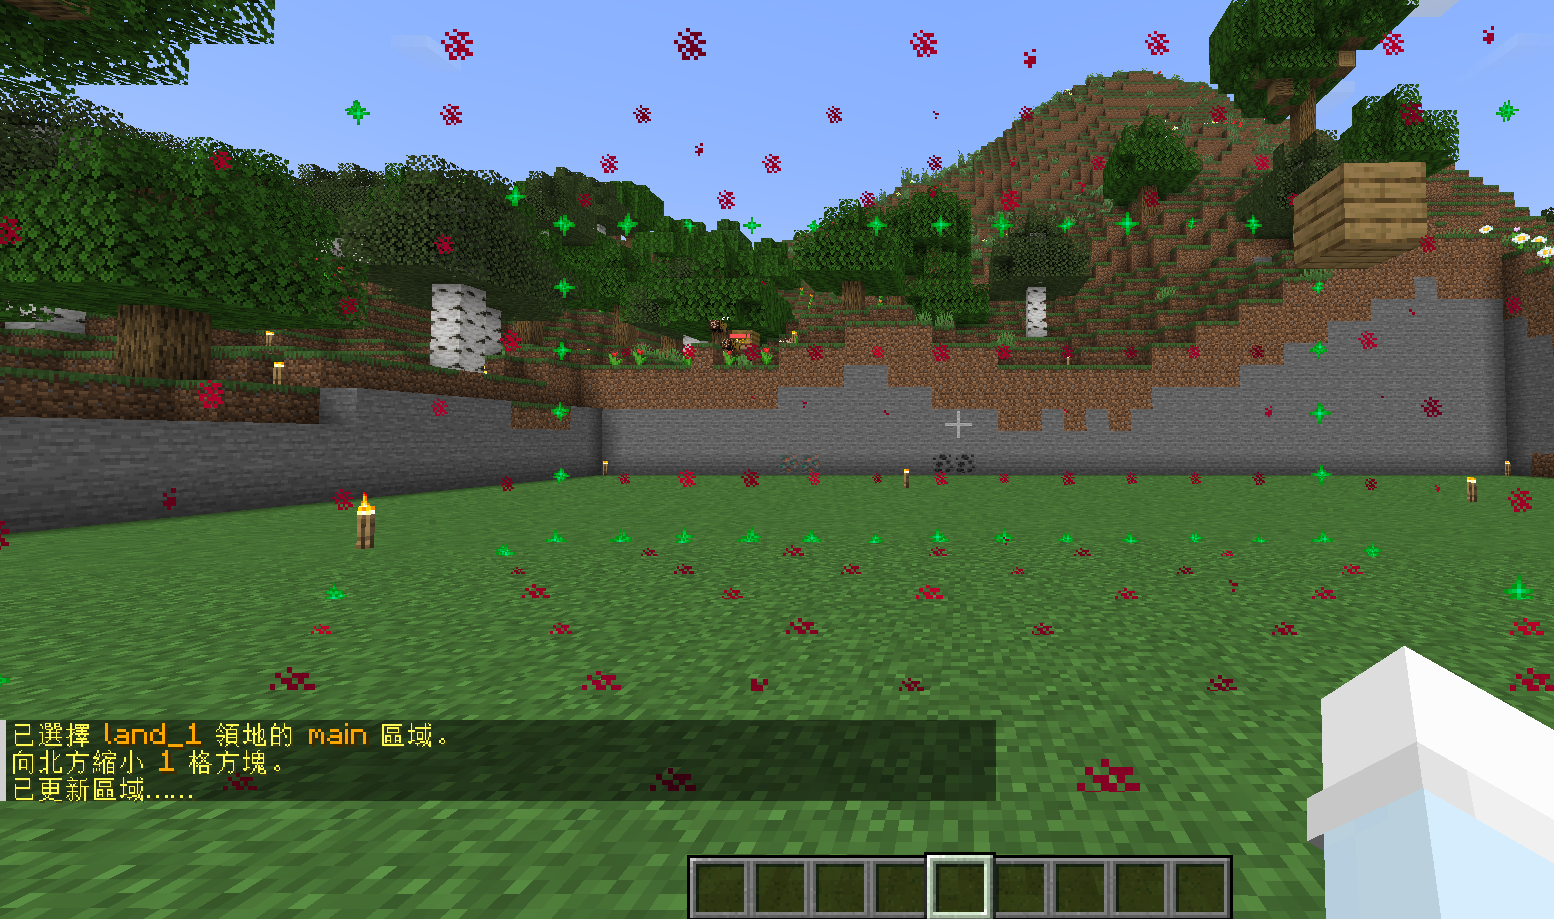 已選擇 land_1 領地的 main 區域。
向北方縮小 1 格方塊。
已更新區域……